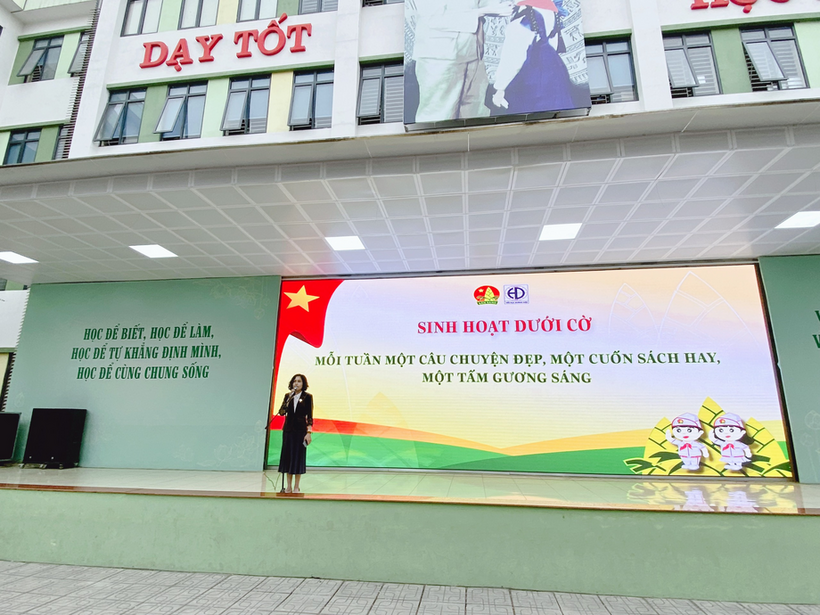 DẠY TỐT
HỌC
HỌC ĐỂ BIẾT, HỌC ĐỂ LÀM,
HỌC ĐỂ TỰ KHẲNG ĐỊNH MÌNH,
HỌC ĐỂ CÙNG CHUNG SỐNG
SINH HOẠT DƯỚI CỜ
MỖI TUẦN MỘT CÂU CHUYỆN ĐẸP, MỘT CUỐN SÁCH HAY,
MỘT TẤM GƯƠNG SÁNG